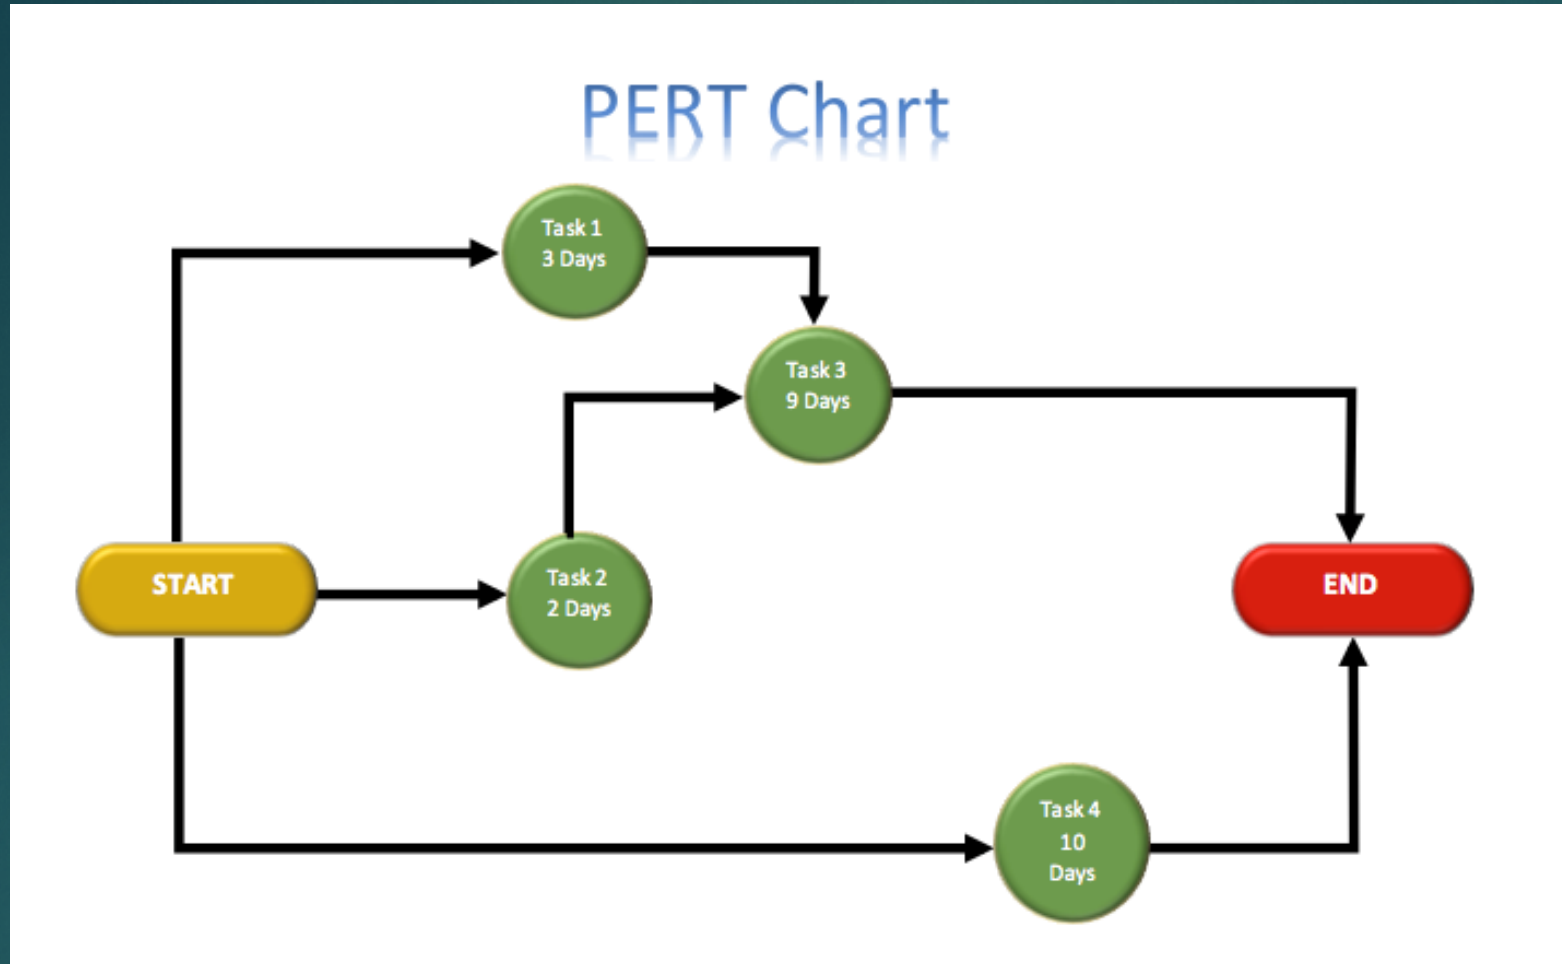 PERT Chart
Task 1
3 Days
Task 3
9 Days
START
Task 2
2 Days
END
Task 4
10
Days